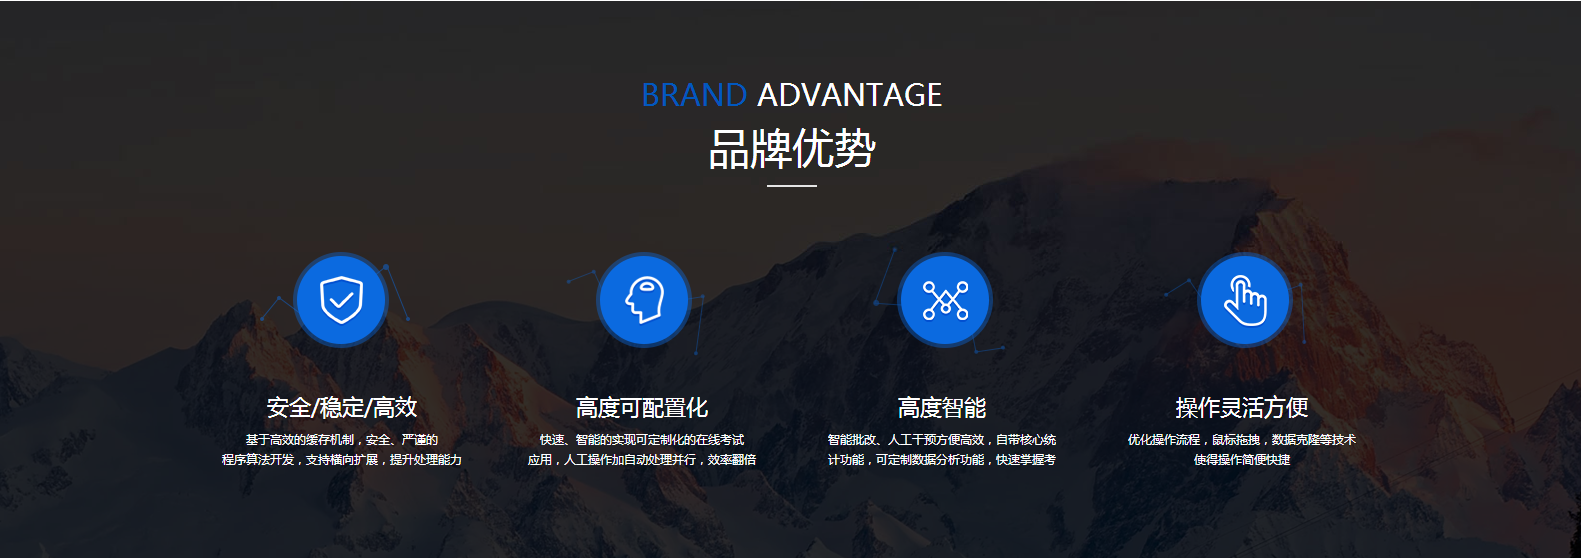 BRAND ADVANTAGE
品牌优势
安全/稳定/高效
基于高效的缓存机制，安全、严谨的
程序算法开发，支持横向扩展，提升处理能力
高度可配置化
快速、智能的实现可定制化的在线考试
应用，人工操作加自动处理并行，效率翻倍
高度智能
智能批改、人工干预方便高效，自带核心统
计功能，可定制数据分析功能，快速掌握考
操作灵活方便
优化操作流程，鼠标拖拽，数据克隆等技术
使得操作简便快捷